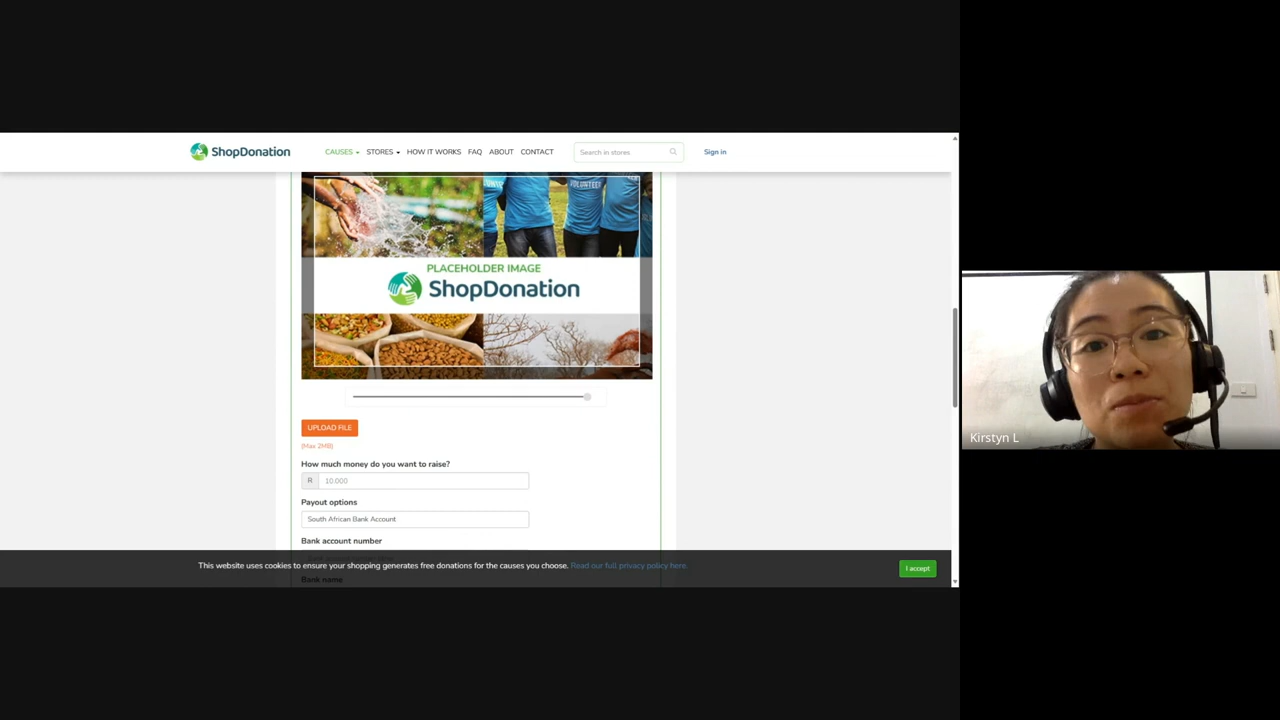 ShopDonation
CAUSES
STORES
HOW IT WORKS
FAQ
ABOUT
CONTACT
Search in stores
Sign in
VOLUNTEER
PLACEHOLDER IMAGE
ShopDonation
UPLOAD FILE
(Max 2MB)
How much money do you want to raise?
R 10.000
Payout options
South African Bank Account
Bank account number
This website uses cookies to ensure your shopping generates free donations for the causes you choose. Read our full privacy policy here.
I accept
Bank name
Kirstyn L